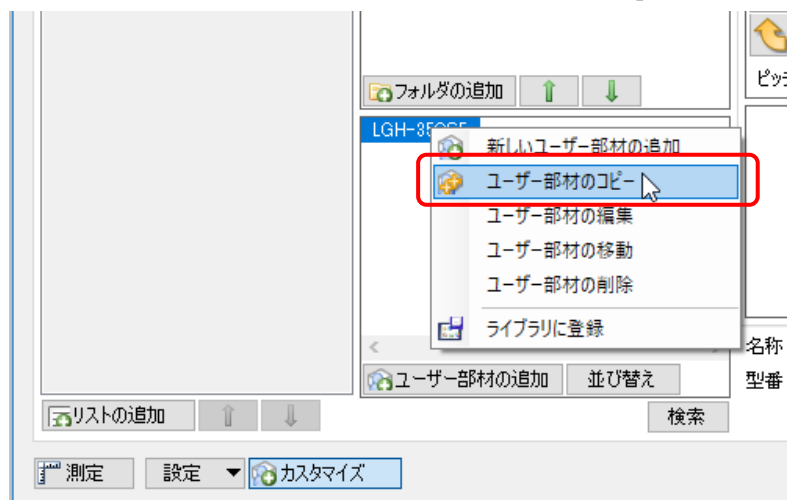 フォルダの追加
ピッ
LGH-
新しいユーザー部材の追加
ユーザー部材のコピー
ユーザー部材の編集
ユーザー部材の移動
ユーザー部材の削除
ライブラリに登録
名称
ユーザー部材の追加 並び替え 型番
リストの追加 検索
測定 設定 カスタマイズ